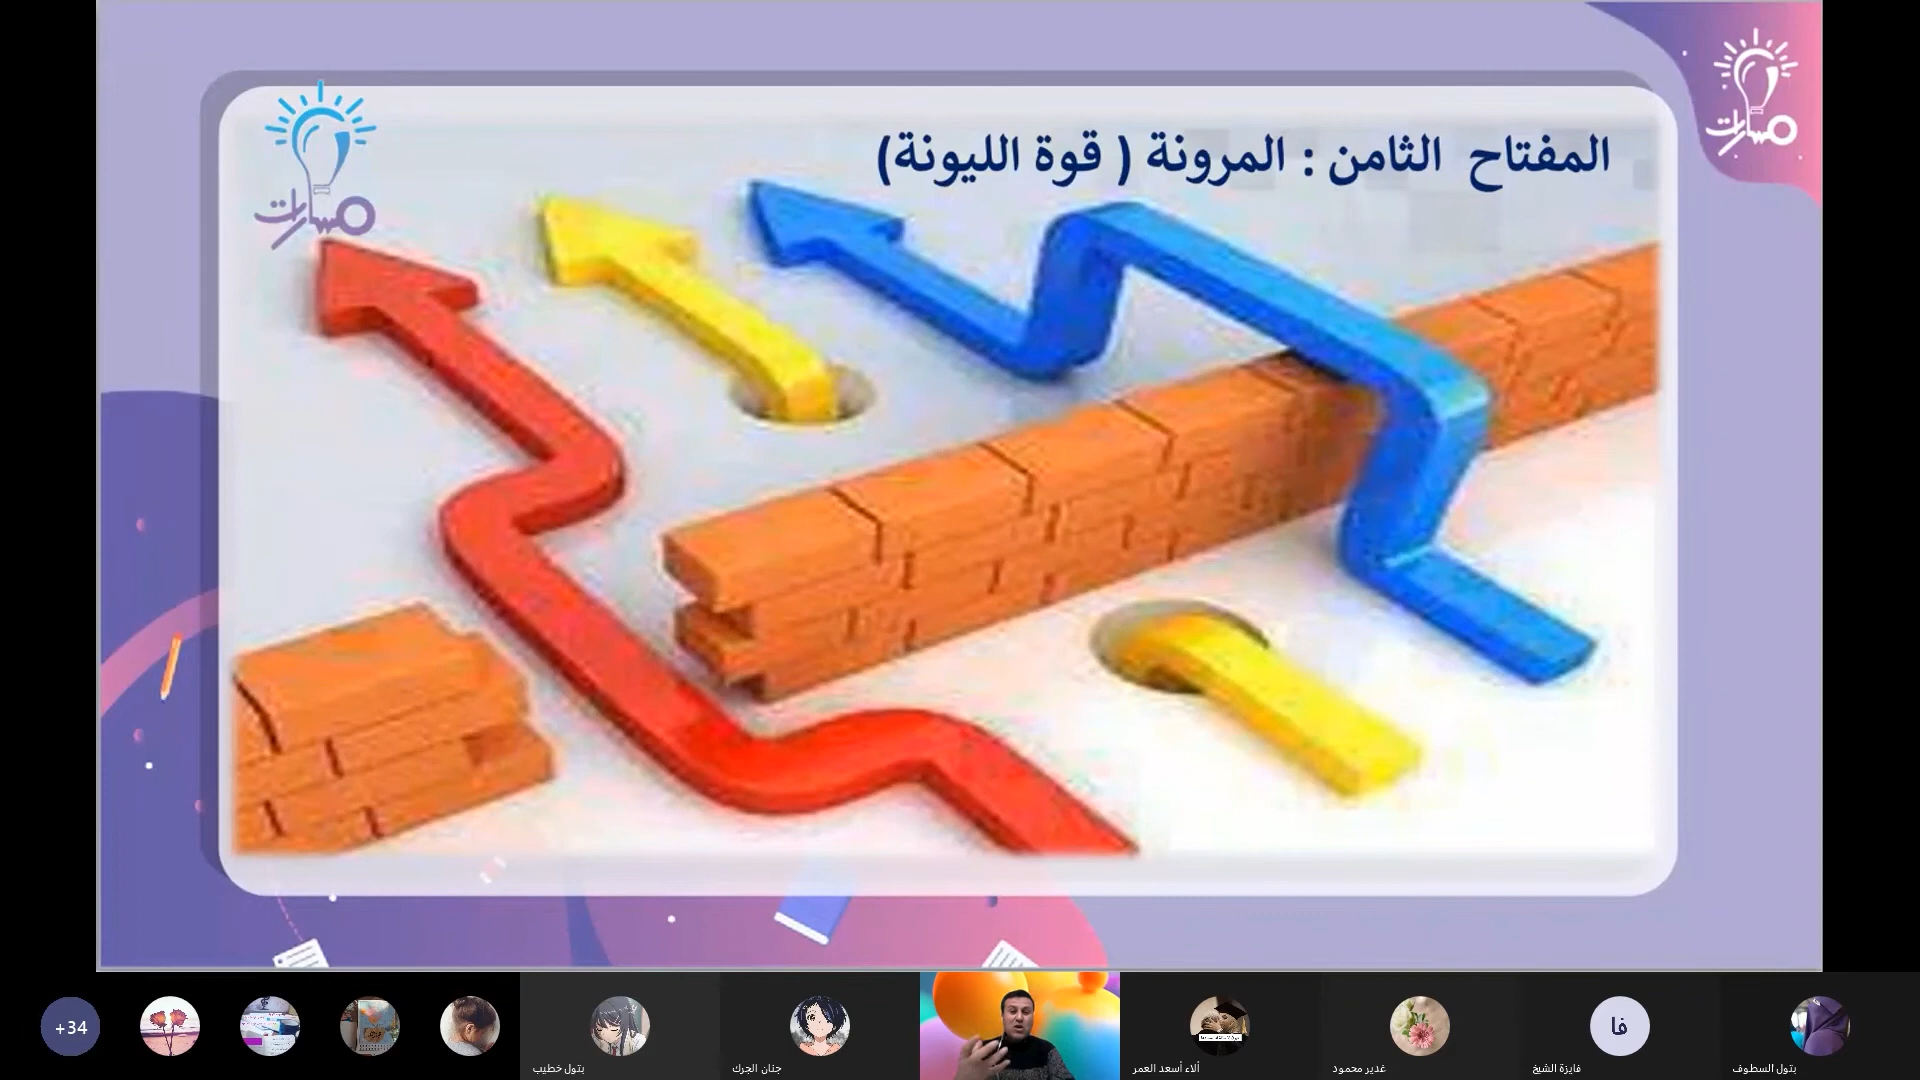 مسارات
مسارات
المفتاح الثامن : المرونة ( قوة الليونة)
+34
بتول خطيب
جنان الجرك
ألاء أسعد العمر
غدير محمود
فا
فايزة الشيخ
بتول السطوف